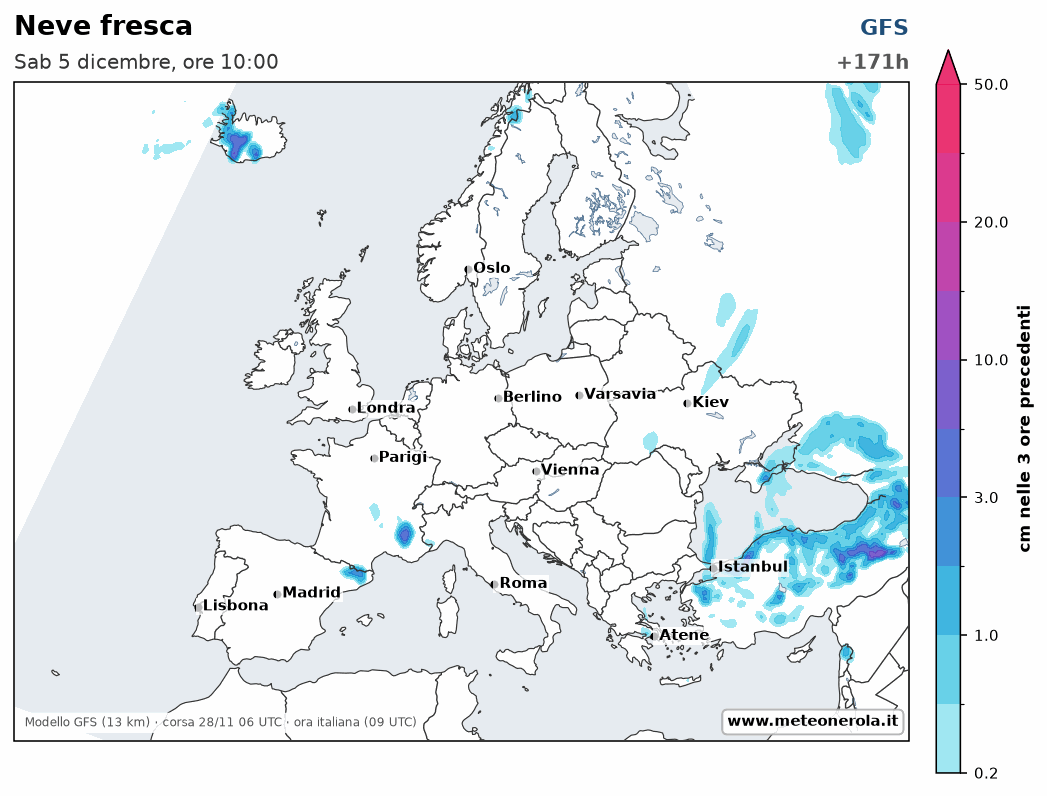 Neve fresca
GFS
Sab 5 dicembre, ore 10:00
+171h
50.0
20.0
10.0
3.0
1.0
0.2
cm nelle 3 ore precedenti
Oslo
Berlino
Varsavia
Kiev
Londra
Parigi
Vienna
Istanbul
Roma
Madrid
Lisbona
Atene
Modello GFS (13 km) · corsa 28/11 06 UTC · ora italiana (09 UTC)
www.meteonerola.it